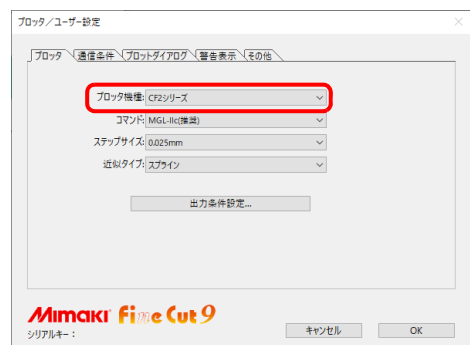 プロッタ／ユーザー設定
プロッタ 通信条件 プロットダイアログ 警告表示 その他
プロッタ機種: CF2シリーズ
コマンド: MGL-IIc(推奨)
ステップサイズ: 0.025mm
近似タイプ: スプライン
出力条件設定...
Mimaki Fine Cut 9
シリアルキー：
キャンセル OK